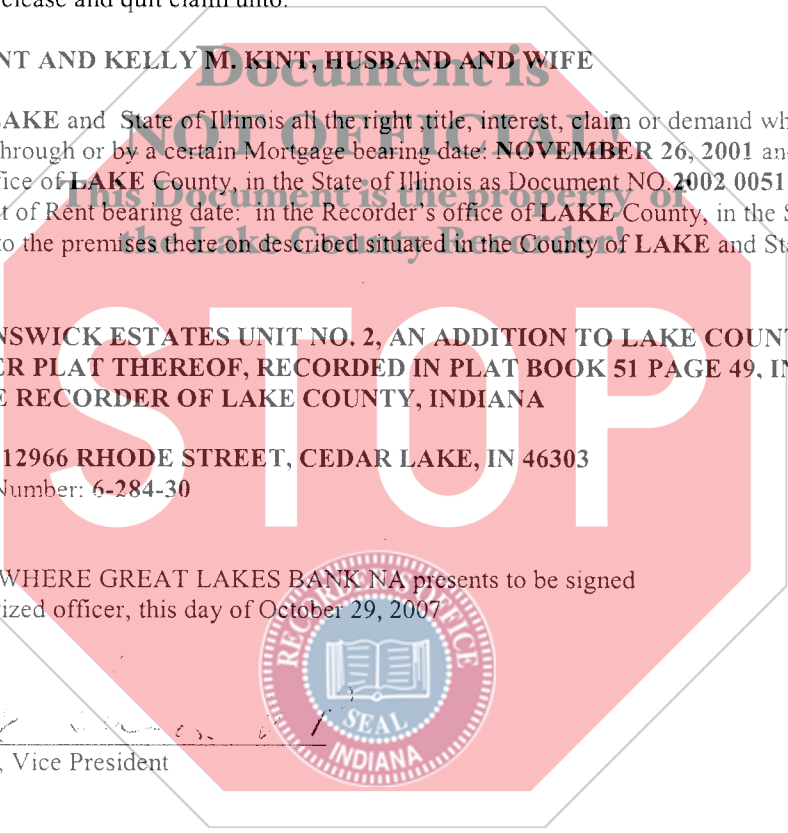 elease and quit claim unto:
NT AND KELLY M. KINT, HUSBAND AND WIFE
Document is
LAKE and State of Illinois all the right ,title, interest, claim or demand wh
NOT OFFICIAL
hrough or by a certain Mortgage bearing date: NOVEMBER 26, 2001 an
fice of LAKE County, in the State of Illinois as Document NO.2002 0051
This Document is the property of
t of Rent bearing date: in the Recorder's office of LAKE County, in the S
to the premises there on described situated in the County of LAKE and Sta
the Lake County Recorder!
NSWICK ESTATES UNIT NO. 2, AN ADDITION TO LAKE COUN
ER PLAT THEREOF, RECORDED IN PLAT BOOK 51 PAGE 49, IN
E RECORDER OF LAKE COUNTY, INDIANA
STOP
12966 RHODE STREET, CEDAR LAKE, IN 46303
Number: 6-284-30
WHERE GREAT LAKES BANK NA presents to be signed
ized officer, this day of October 29, 2007
RECORDER'S OFFICE
SEAL
INDIANA
, Vice President